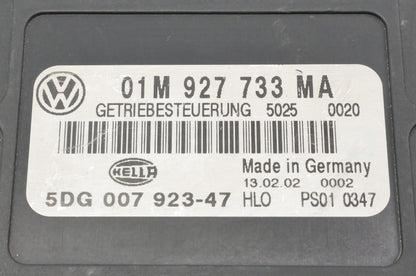 VW 01M 927 733 MA
GETRIEBESTEUERUNG 5025 0020
HELLA Made in Germany
13.02.02 0002
5DG 007 923-47 HLO PS01 0347